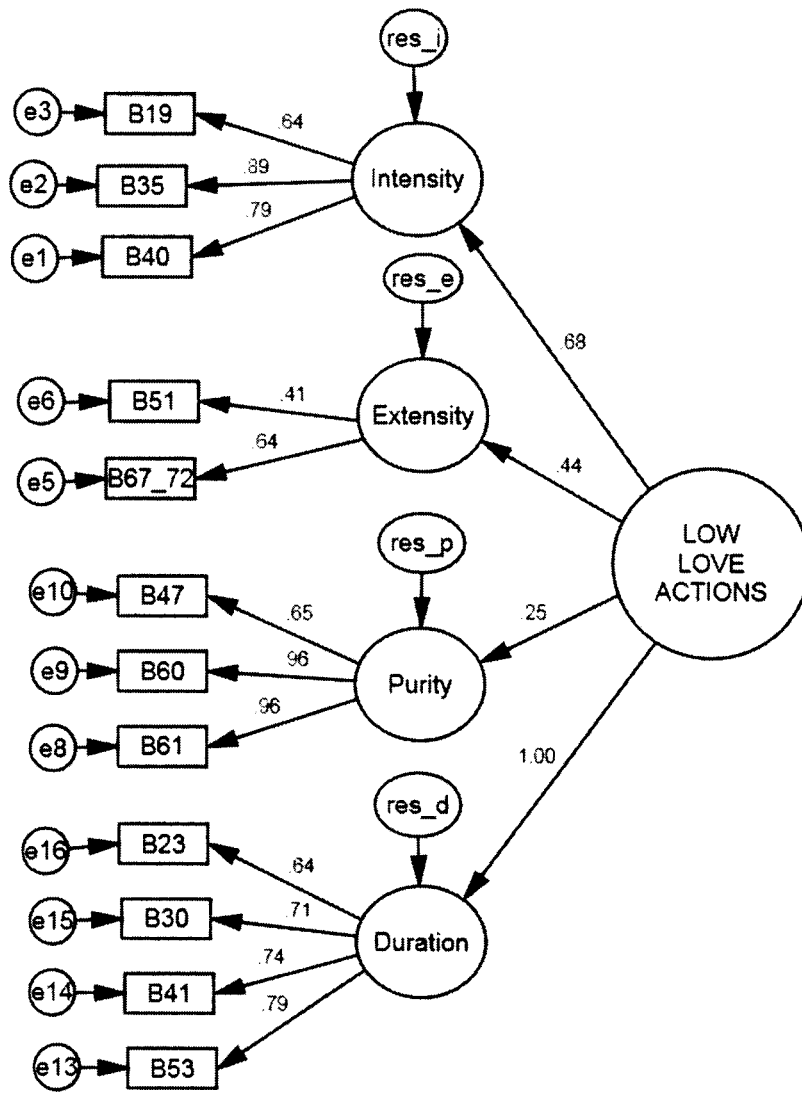 res_i
e3
B19
.64
e2
B35
.89
Intensity
e1
B40
.79
res_e
.68
e6
B51
.41
Extensity
e5
B67_72
.64
.44
LOW
LOVE
ACTIONS
res_p
e10
B47
.65
.25
e9
B60
.96
Purity
e8
B61
.96
1.00
res_d
e16
B23
.64
e15
B30
.71
Duration
e14
B41
.74
e13
B53
.79